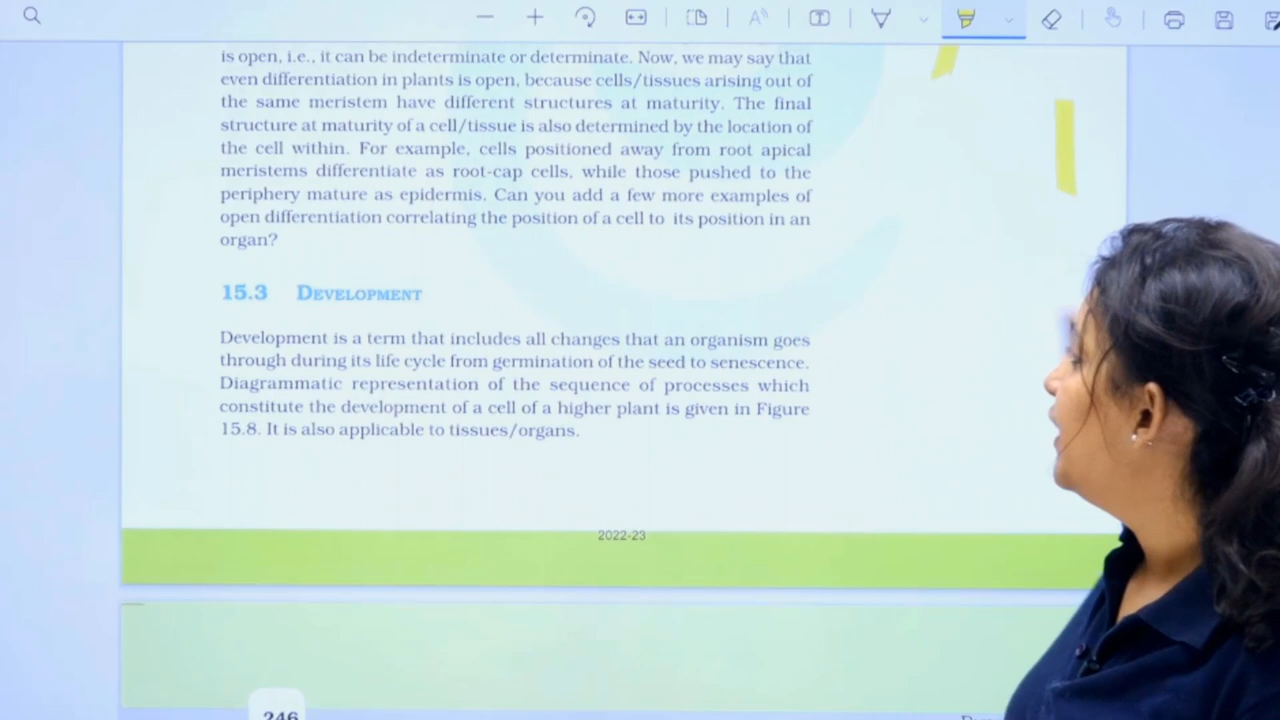 is open, i.e., it can be indeterminate or determinate. Now, we may say that
even differentiation in plants is open, because cells/tissues arising out of
the same meristem have different structures at maturity. The final
structure at maturity of a cell/tissue is also determined by the location of
the cell within. For example, cells positioned away from root apical
meristems differentiate as root-cap cells, while those pushed to the
periphery mature as epidermis. Can you add a few more examples of
open differentiation correlating the position of a cell to its position in an
organ?
15.3 DEVELOPMENT
Development is a term that includes all changes that an organism goes
through during its life cycle from germination of the seed to senescence.
Diagrammatic representation of the sequence of processes which
constitute the development of a cell of a higher plant is given in Figure
15.8. It is also applicable to tissues/organs.
2022-23
246